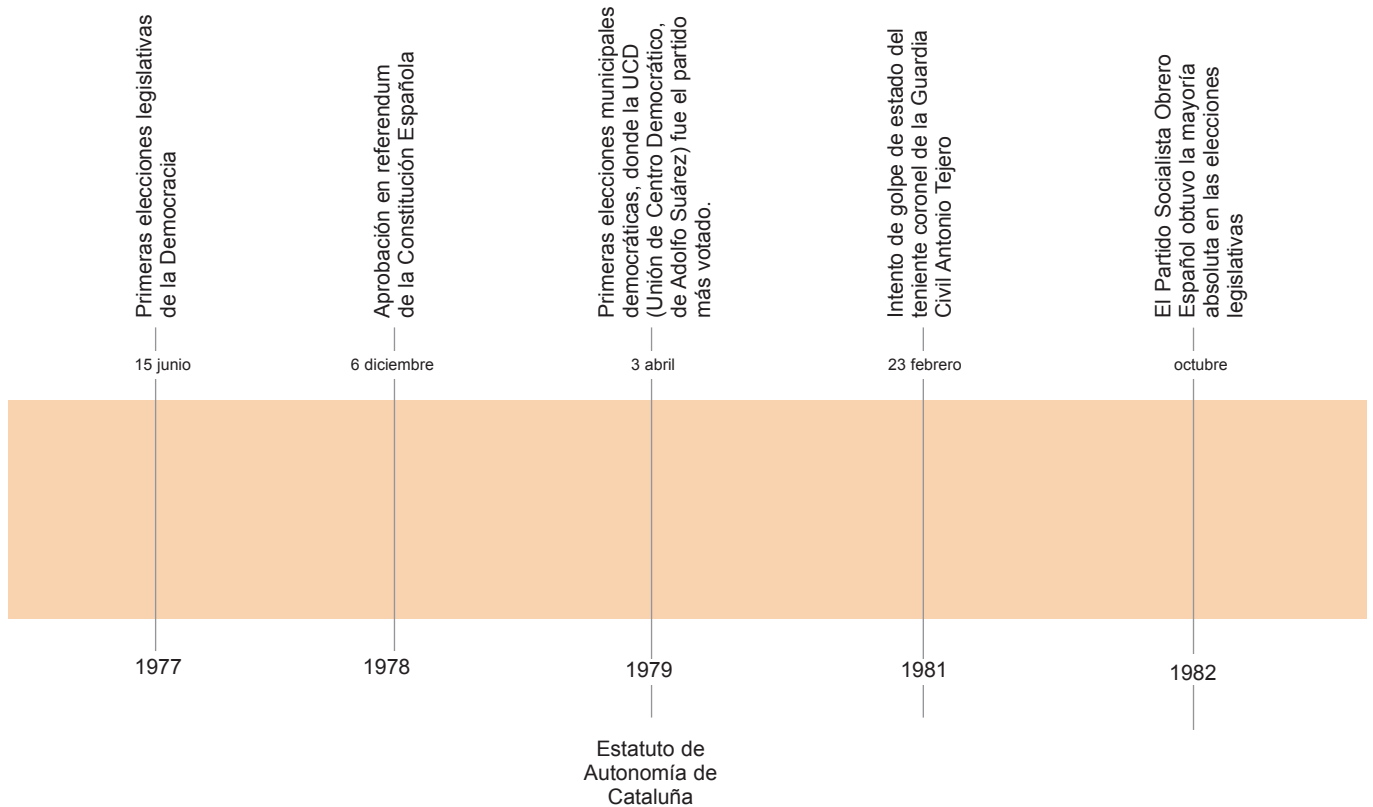 Primeras elecciones legislativas
de la Democracia
Aprobación en referendum
de la Constitución Española
Primeras elecciones municipales
democráticas, donde la UCD
(Unión de Centro Democrático,
de Adolfo Suárez) fue el partido
más votado.
Intento de golpe de estado del
teniente coronel de la Guardia
Civil Antonio Tejero
El Partido Socialista Obrero
Español obtuvo la mayoría
absoluta en las elecciones
legislativas
15 junio
6 diciembre
3 abril
23 febrero
octubre
1977
1978
1979
1981
1982
Estatuto de
Autonomía de
Cataluña